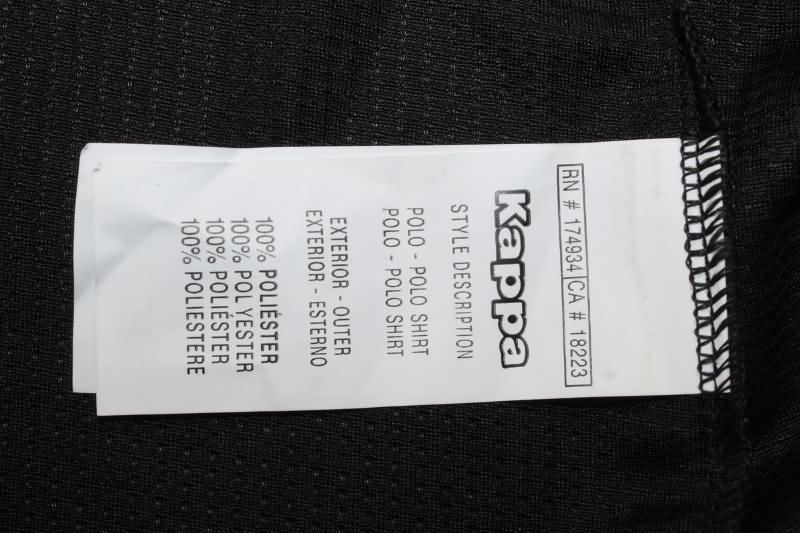 RN # 174934 CA # 18223
Kappa
STYLE DESCRIPTION
POLO - POLO SHIRT
POLO - POLO SHIRT
EXTERIOR - OUTER
EXTERIOR - ESTERNO
100% POLIÉSTER
100% POLYESTER
100% POLIÉSTER
100% POLIESTERE